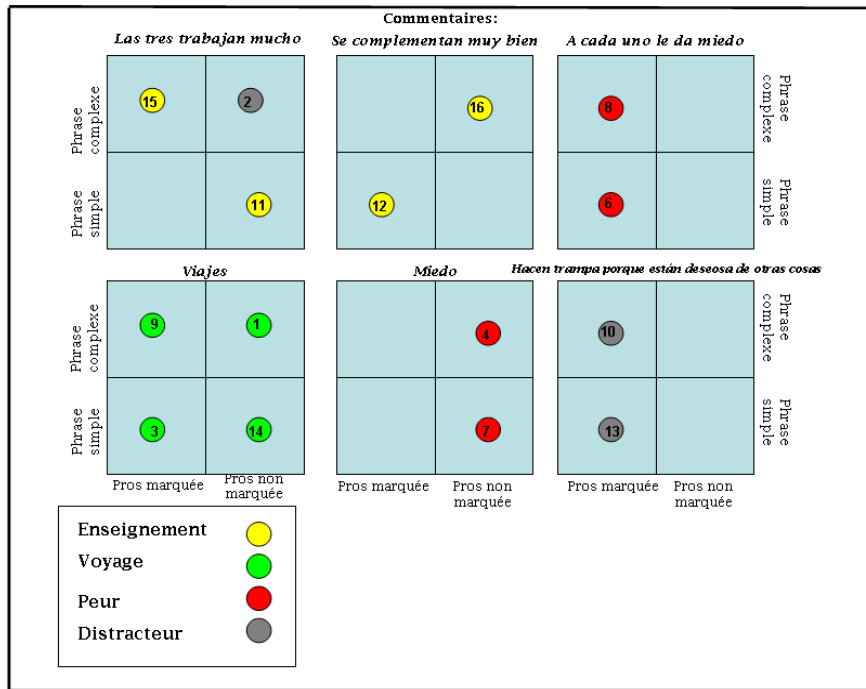 Commentaires:
Las tres trabajan mucho
Se complementan muy bien
A cada uno le da miedo
Phrase
complexe
15
2
16
8
Phrase
complexe
Phrase
simple
11
12
6
Phrase
simple
Viajes
Miedo
Hacen trampa porque están deseosa de otras cosas
Phrase
complexe
9
1
4
10
Phrase
complexe
Phrase
simple
3
14
7
13
Phrase
simple
Pros marquée
Pros non
marquée
Pros marquée
Pros non
marquée
Pros marquée
Pros non
marquée
Enseignement
Voyage
Peur
Distracteur